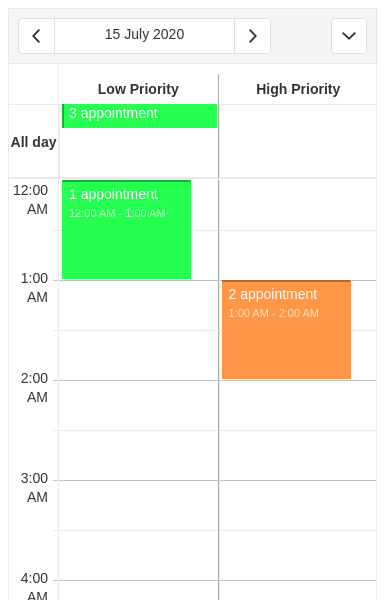 15 July 2020
Low Priority
High Priority
All day
3 appointment
12:00
AM
1 appointment
12:00 AM - 1:00 AM
1:00
AM
2 appointment
1:00 AM - 2:00 AM
2:00
AM
3:00
AM
4:00
AM